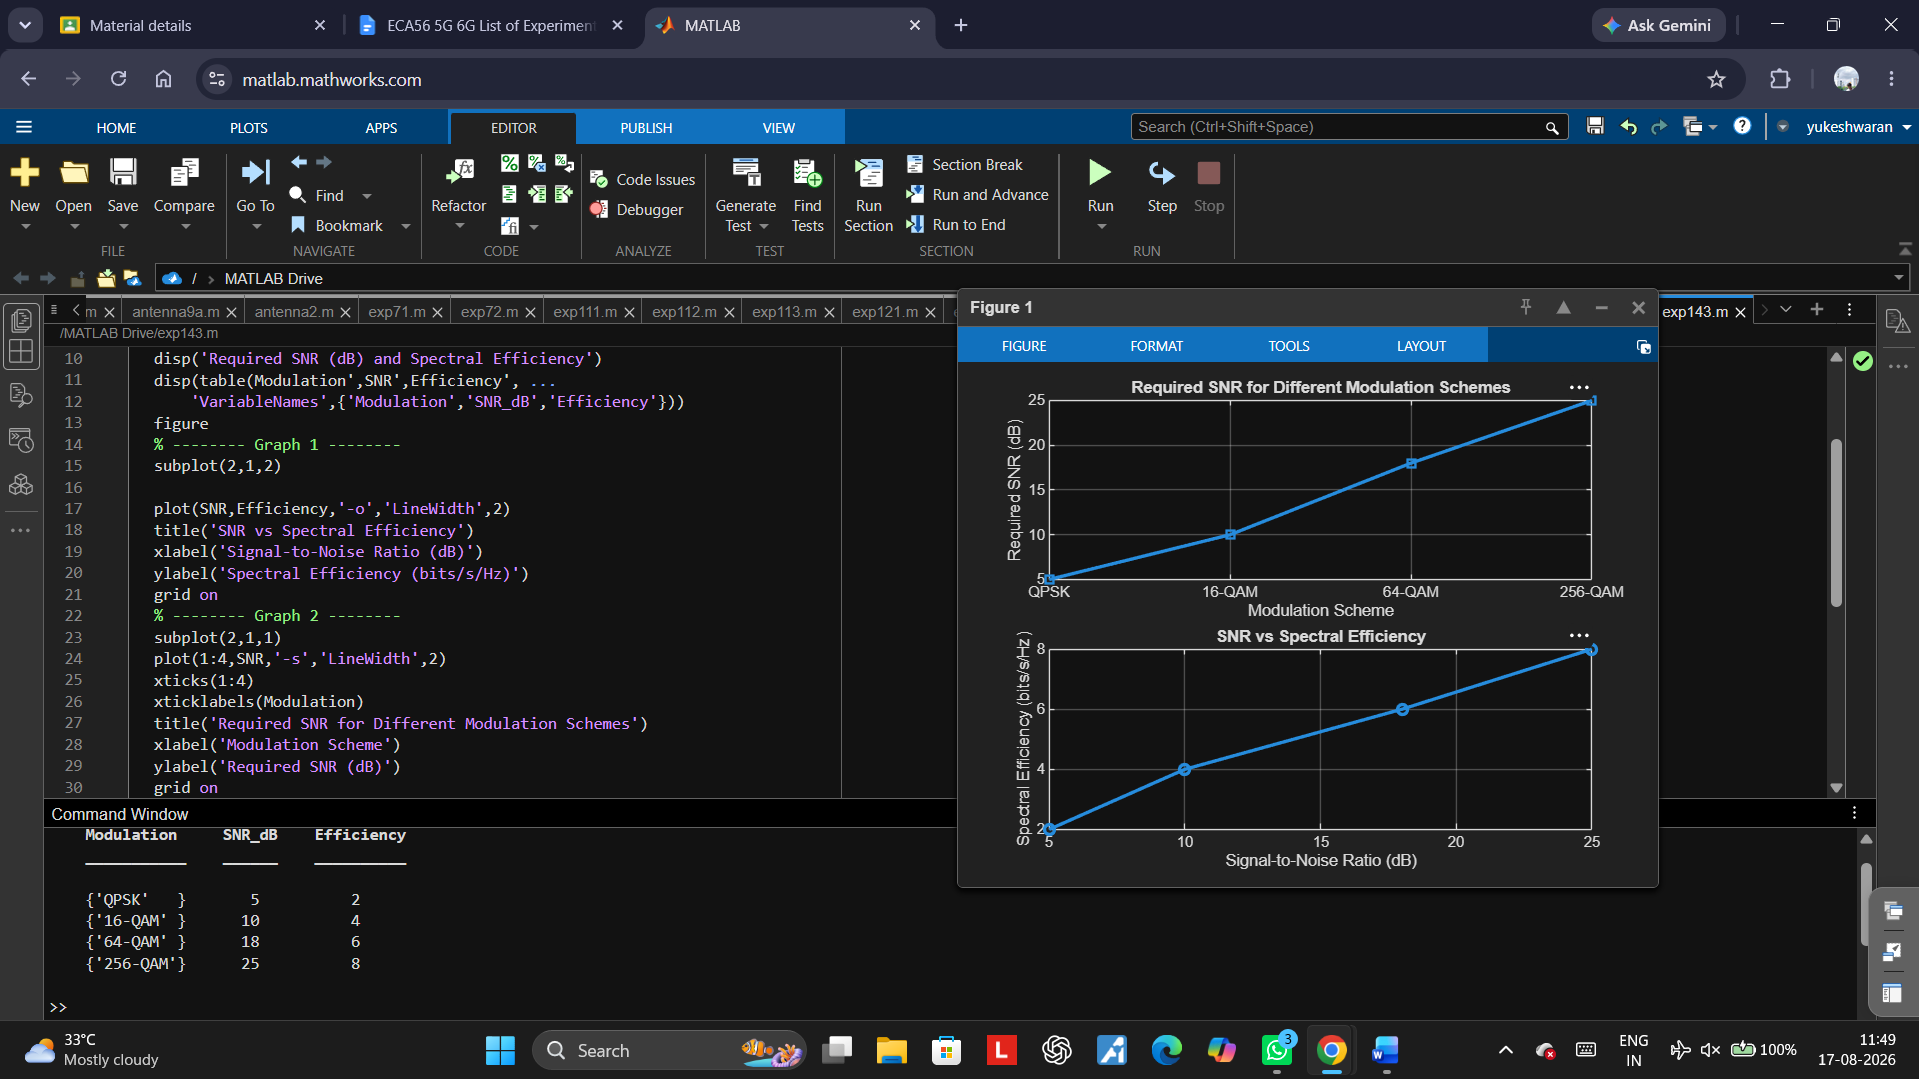 Material details
ECA56 5G 6G List of Experiment
MATLAB
Ask Gemini
matlab.mathworks.com
HOME PLOTS APPS EDITOR PUBLISH VIEW
Search (Ctrl+Shift+Space)
yukeshwaran
New Open Save Compare
FILE
Go To Find Bookmark
NAVIGATE
Refactor
CODE
Code Issues
Debugger
ANALYZE
Generate Test Find Tests
TEST
Run Section
Section Break
Run and Advance
Run to End
SECTION
Run Step Stop
RUN
/ › MATLAB Drive
m antenna9a.m antenna2.m exp71.m exp72.m exp111.m exp112.m exp113.m exp121.m exp143.m
/MATLAB Drive/exp143.m
10 disp('Required SNR (dB) and Spectral Efficiency')
11 disp(table(Modulation',SNR',Efficiency', ...
12 'VariableNames',{'Modulation','SNR_dB','Efficiency'}))
13 figure
14 % -------- Graph 1 --------
15 subplot(2,1,2)
16
17 plot(SNR,Efficiency,'-o','LineWidth',2)
18 title('SNR vs Spectral Efficiency')
19 xlabel('Signal-to-Noise Ratio (dB)')
20 ylabel('Spectral Efficiency (bits/s/Hz)')
21 grid on
22 % -------- Graph 2 --------
23 subplot(2,1,1)
24 plot(1:4,SNR,'-s','LineWidth',2)
25 xticks(1:4)
26 xticklabels(Modulation)
27 title('Required SNR for Different Modulation Schemes')
28 xlabel('Modulation Scheme')
29 ylabel('Required SNR (dB)')
30 grid on
Figure 1
FIGURE FORMAT TOOLS LAYOUT
Required SNR for Different Modulation Schemes
Required SNR (dB)
25
20
15
10
5
QPSK 16-QAM 64-QAM 256-QAM
Modulation Scheme
SNR vs Spectral Efficiency
Spectral Efficiency (bits/s/Hz)
8
6
4
2
5 10 15 20 25
Signal-to-Noise Ratio (dB)
Command Window
Modulation SNR_dB Efficiency
{'QPSK' } 5 2
{'16-QAM' } 10 4
{'64-QAM' } 18 6
{'256-QAM'} 25 8
>>
33°C
Mostly cloudy
Search
3
ENG
IN
100%
11:49
17-08-2026